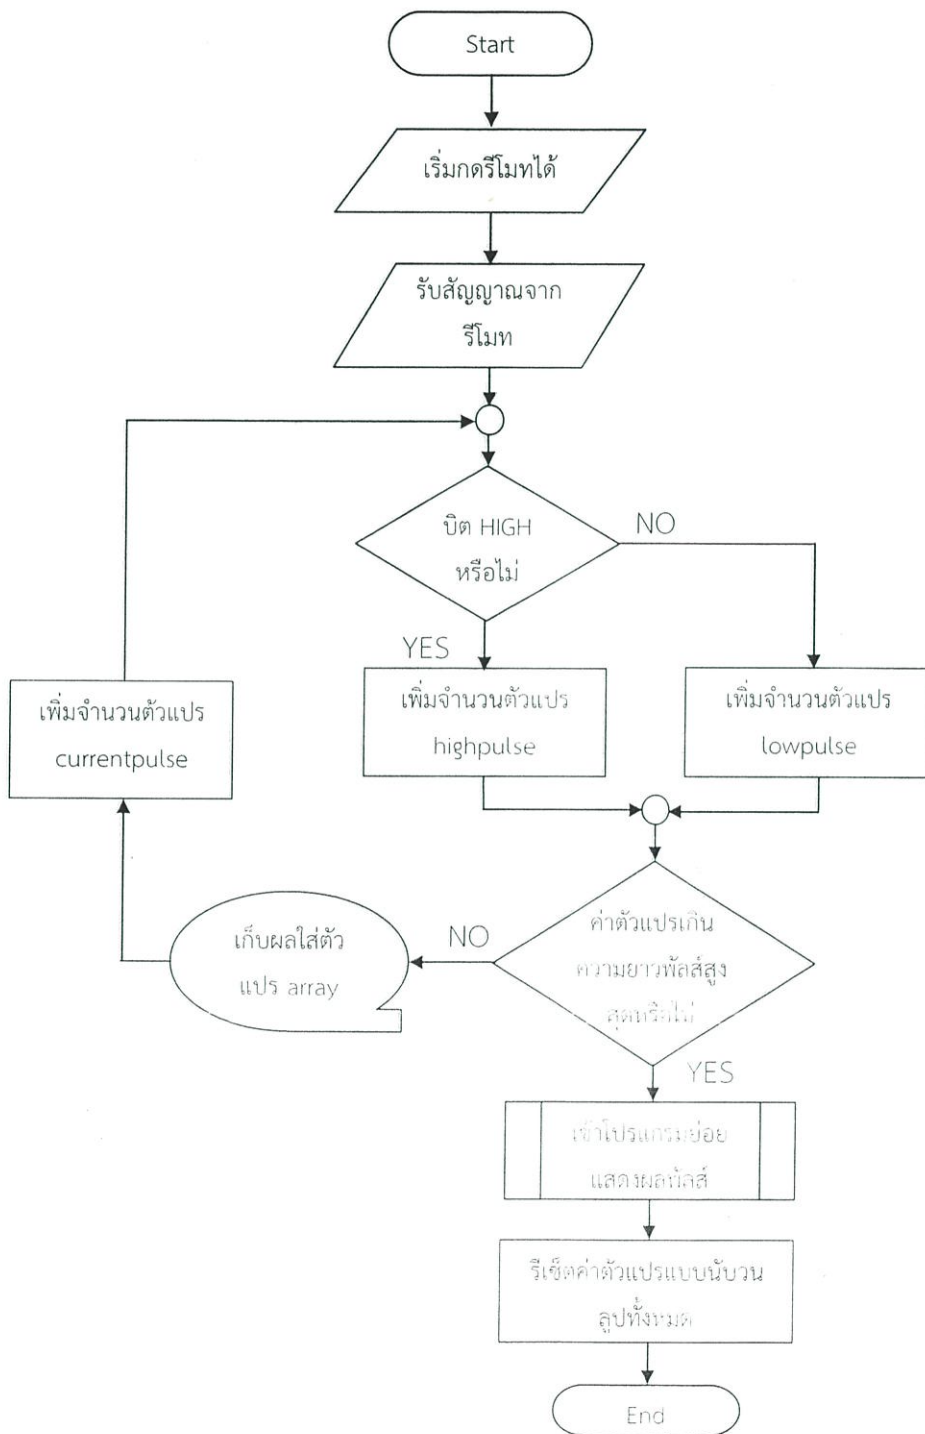 Start
เริ่มกดรีโมทได้
รับสัญญาณจาก
รีโมท
บิต HIGH
หรือไม่
NO
YES
เพิ่มจำนวนตัวแปร
currentpulse
เพิ่มจำนวนตัวแปร
highpulse
เพิ่มจำนวนตัวแปร
lowpulse
ค่าตัวแปรเกิน
ความยาวพัลส์สูง
สุดหรือไม่
NO
เก็บผลใส่ตัว
แปร array
YES
เข้าโปรแกรมย่อย
แสดงผลพัลส์
รีเซ็ตค่าตัวแปรแบบนับวน
ลูปทั้งหมด
End